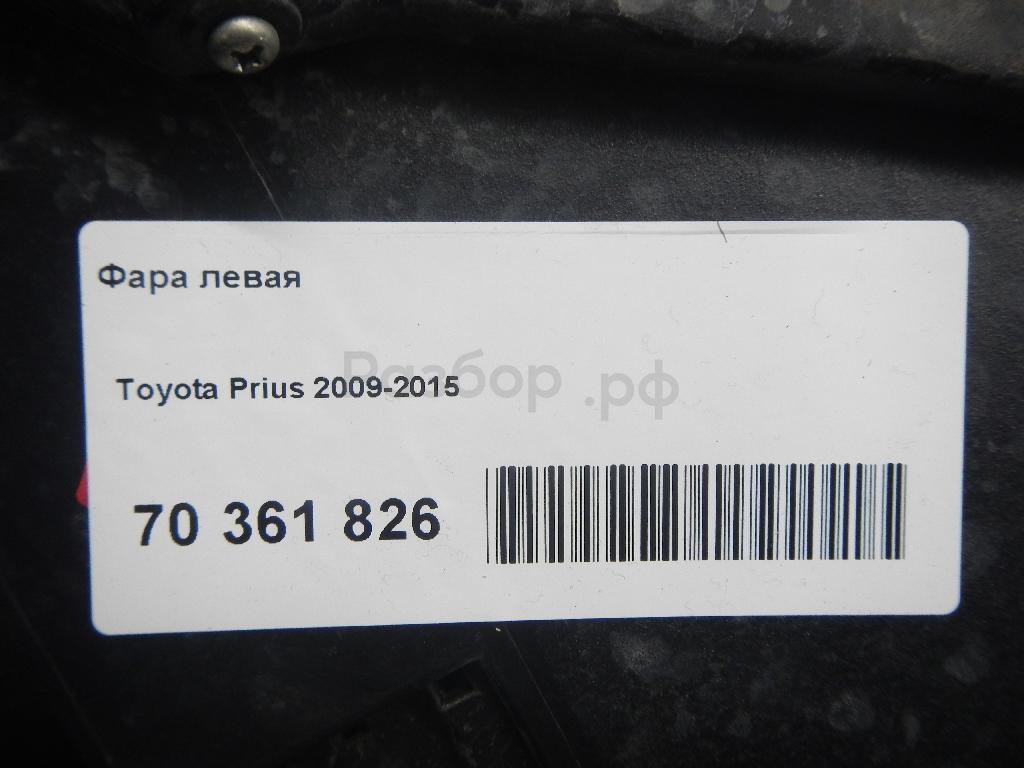 Фара левая
Toyota Prius 2009-2015
Разбор.рф
70 361 826